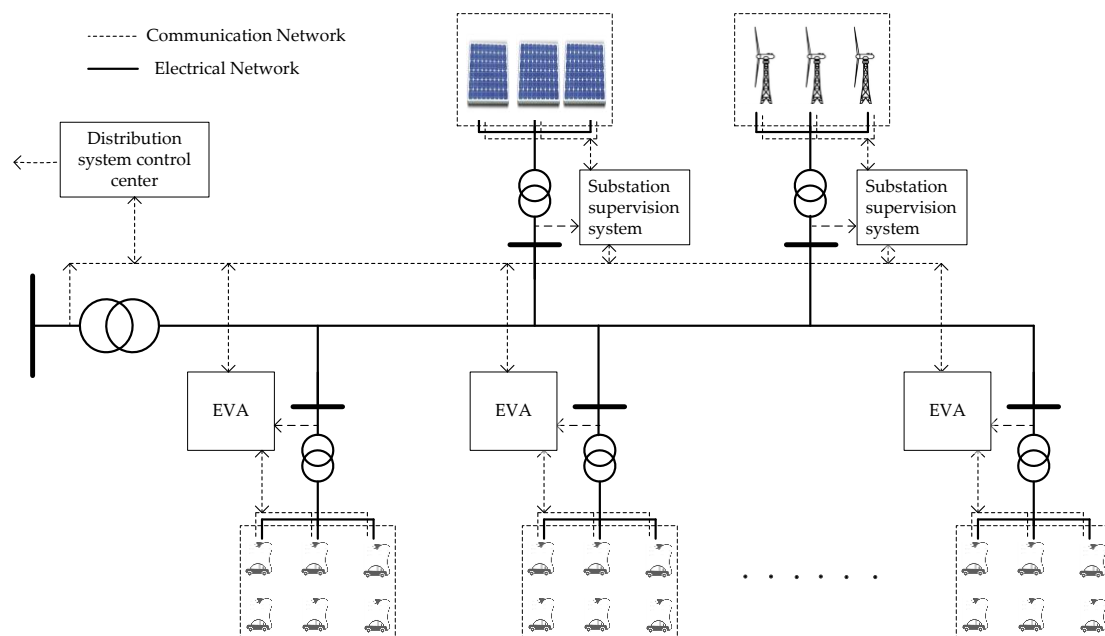 Communication Network
Electrical Network
Distribution
system control
center
Substation
supervision
system
Substation
supervision
system
EVA
EVA
EVA
. . . . . .